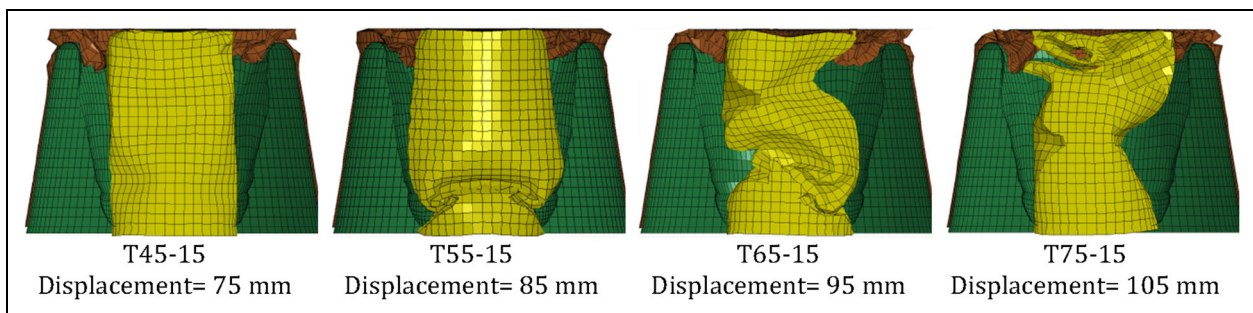 T45-15
Displacement= 75 mm
T55-15
Displacement= 85 mm
T65-15
Displacement= 95 mm
T75-15
Displacement= 105 mm